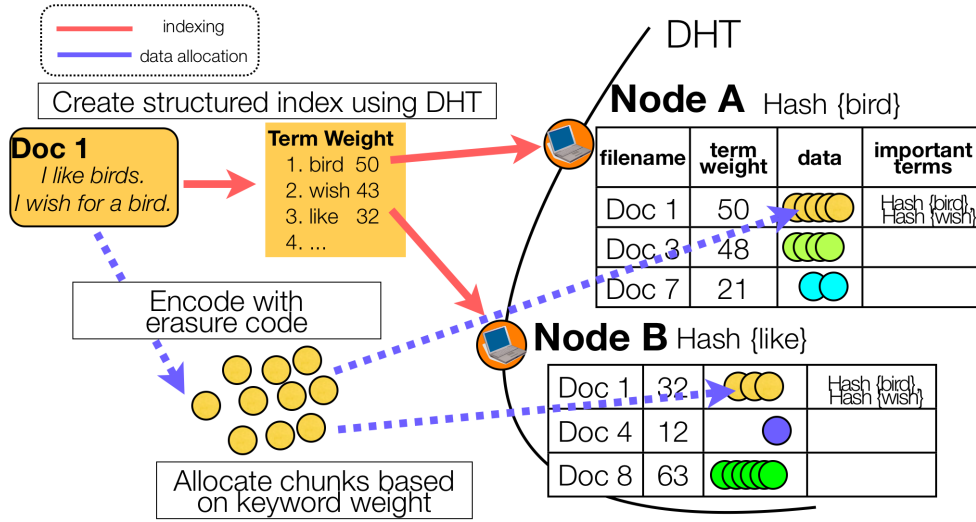 indexing
data allocation
DHT
Create structured index using DHT
Node A Hash {bird}
Doc 1
I like birds.
I wish for a bird.
Term Weight
1. bird 50
2. wish 43
3. like 32
4. ...
filename term weight data important terms
Doc 1 50 Hash {bird}, Hash {wish}
Doc 3 48
Doc 7 21
Encode with
erasure code
Node B Hash {like}
Doc 1 32 Hash {bird}, Hash {wish}
Doc 4 12
Doc 8 63
Allocate chunks based
on keyword weight